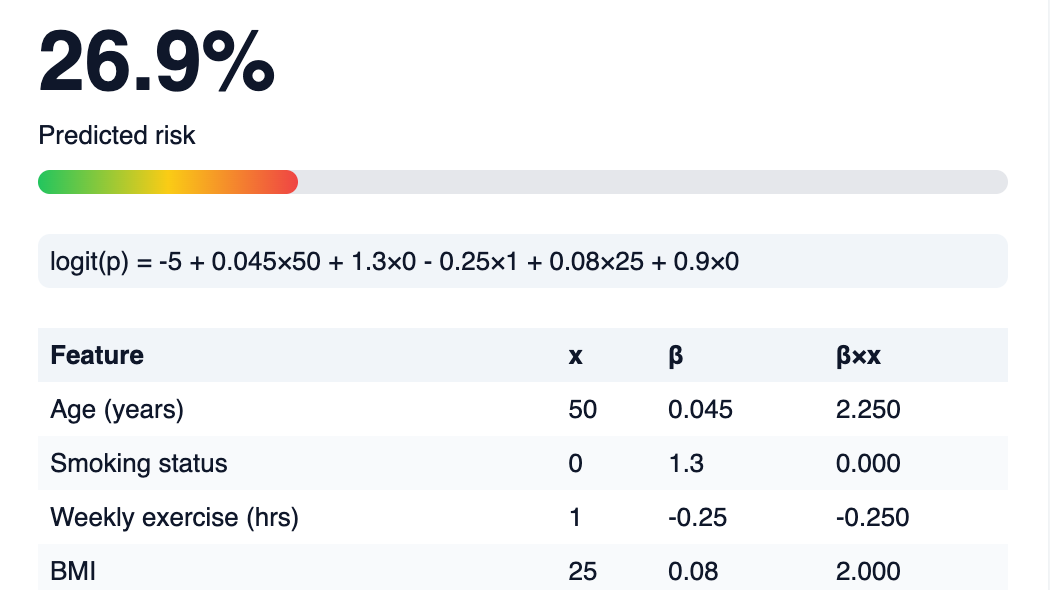 26.9%
Predicted risk
logit(p) = -5 + 0.045×50 + 1.3×0 - 0.25×1 + 0.08×25 + 0.9×0
Feature x β β×x
Age (years) 50 0.045 2.250
Smoking status 0 1.3 0.000
Weekly exercise (hrs) 1 -0.25 -0.250
BMI 25 0.08 2.000